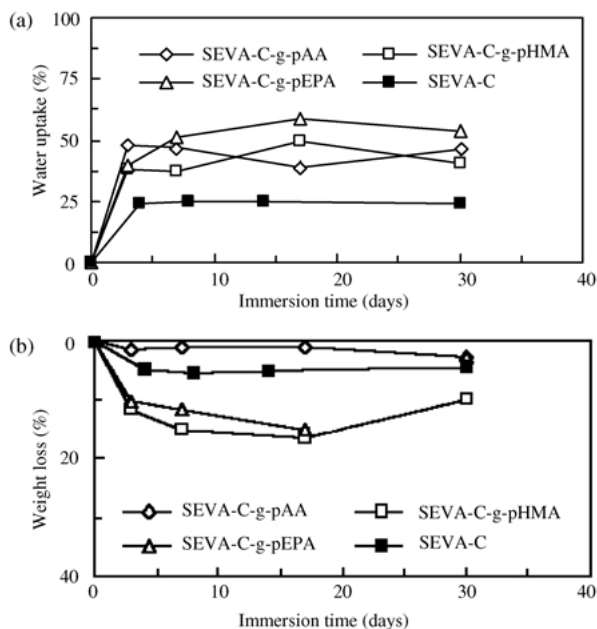 (a)
100
75
50
25
0
Water uptake (%)
SEVA-C-g-pAA
SEVA-C-g-pHMA
SEVA-C-g-pEPA
SEVA-C
0 10 20 30 40
Immersion time (days)
(b)
0
20
40
Weight loss (%)
SEVA-C-g-pAA
SEVA-C-g-pHMA
SEVA-C-g-pEPA
SEVA-C
0 10 20 30 40
Immersion time (days)